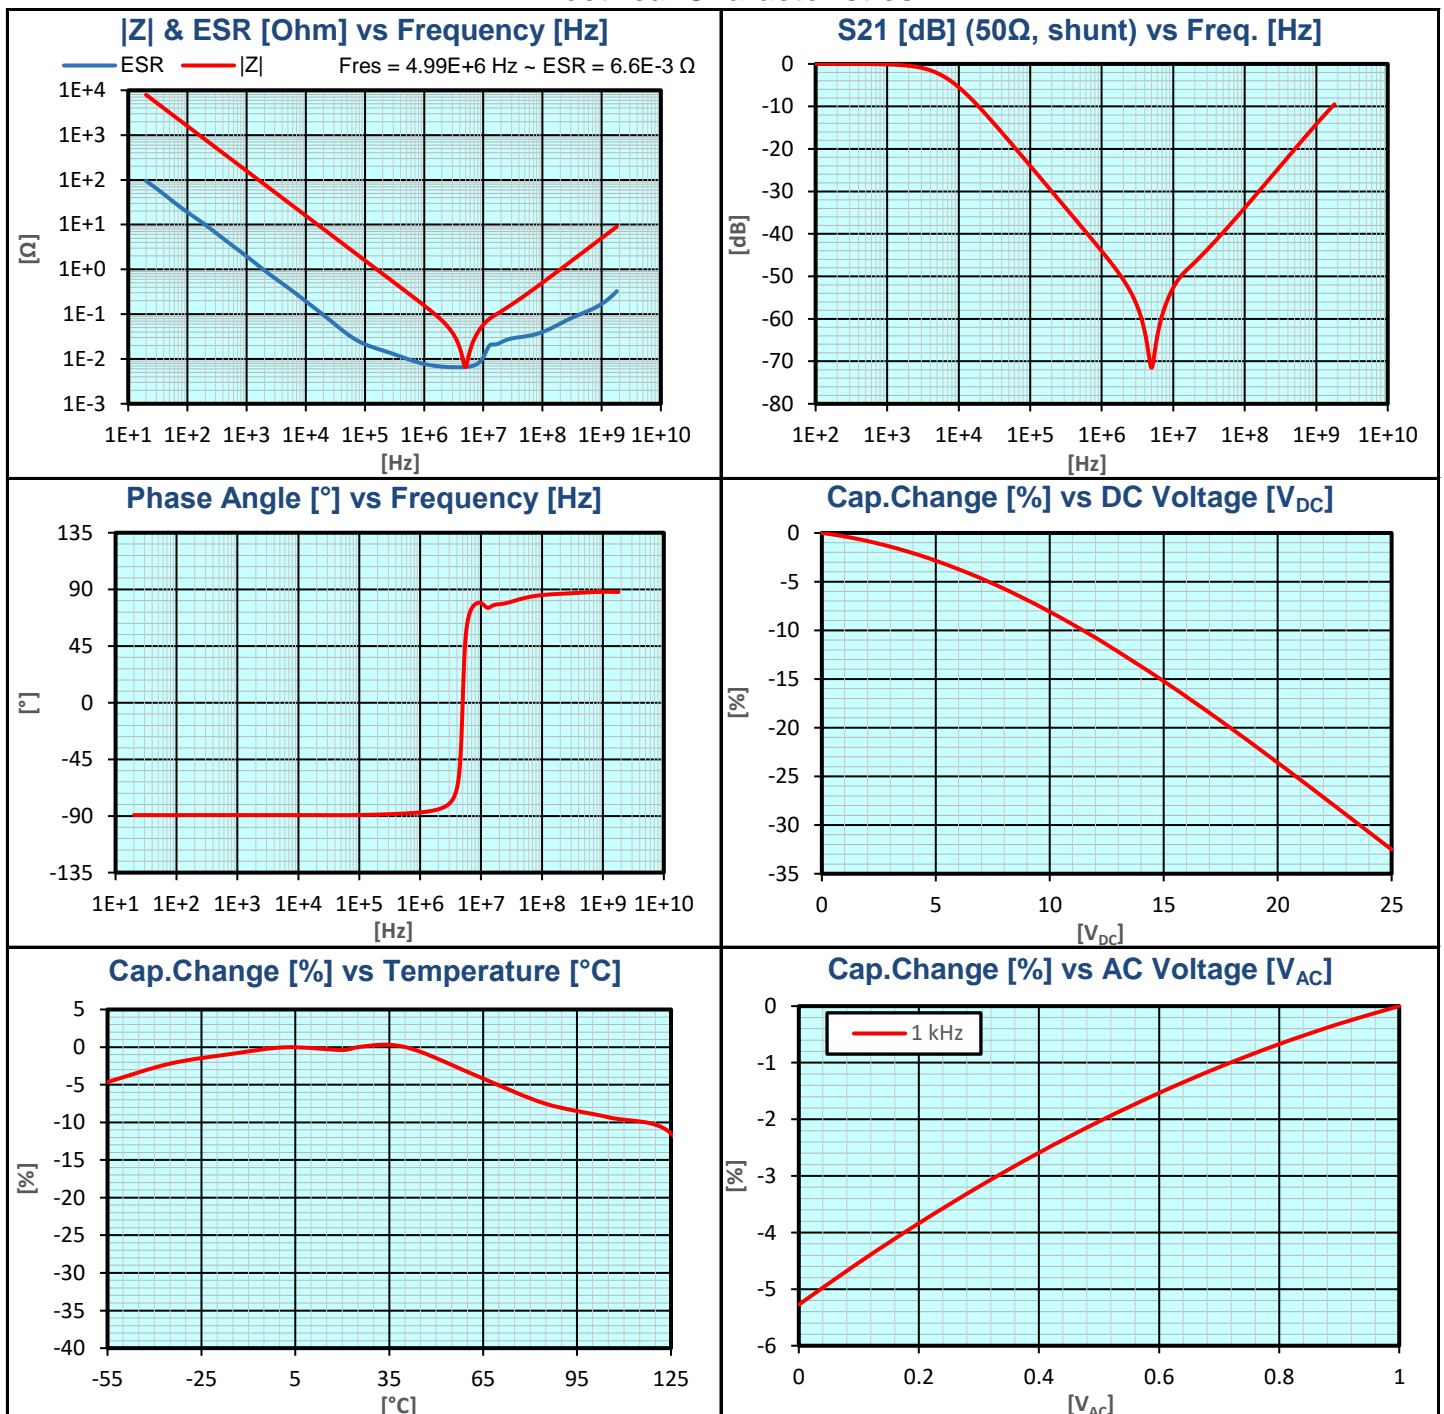 |Z| & ESR [Ohm] vs Frequency [Hz]
ESR |Z| Fres = 4.99E+6 Hz ~ ESR = 6.6E-3 Ω
1E+4
1E+3
1E+2
1E+1
1E+0
1E-1
1E-2
1E-3
[Ω]
1E+1 1E+2 1E+3 1E+4 1E+5 1E+6 1E+7 1E+8 1E+9 1E+10
[Hz]
S21 [dB] (50Ω, shunt) vs Freq. [Hz]
0
-10
-20
-30
-40
-50
-60
-70
-80
[dB]
1E+2 1E+3 1E+4 1E+5 1E+6 1E+7 1E+8 1E+9 1E+10
[Hz]
Phase Angle [°] vs Frequency [Hz]
135
90
45
0
-45
-90
-135
[°]
1E+1 1E+2 1E+3 1E+4 1E+5 1E+6 1E+7 1E+8 1E+9 1E+10
[Hz]
Cap.Change [%] vs DC Voltage [VDC]
0
-5
-10
-15
-20
-25
-30
-35
[%]
0 5 10 15 20 25
[VDC]
Cap.Change [%] vs Temperature [°C]
5
0
-5
-10
-15
-20
-25
-30
-35
-40
[%]
-55 -25 5 35 65 95 125
[°C]
Cap.Change [%] vs AC Voltage [VAC]
1 kHz
0
-1
-2
-3
-4
-5
-6
[%]
0 0.2 0.4 0.6 0.8 1
[VAC]